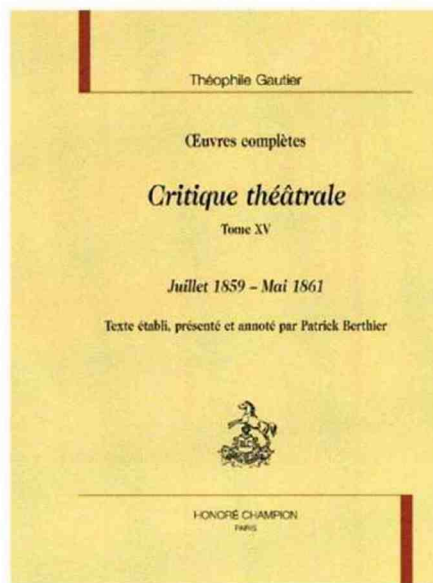 Théophile Gautier
Œuvres complètes
Critique théâtrale
Tome XV
Juillet 1859 – Mai 1861
Texte établi, présenté et annoté par Patrick Berthier
HONORÉ CHAMPION
PARIS